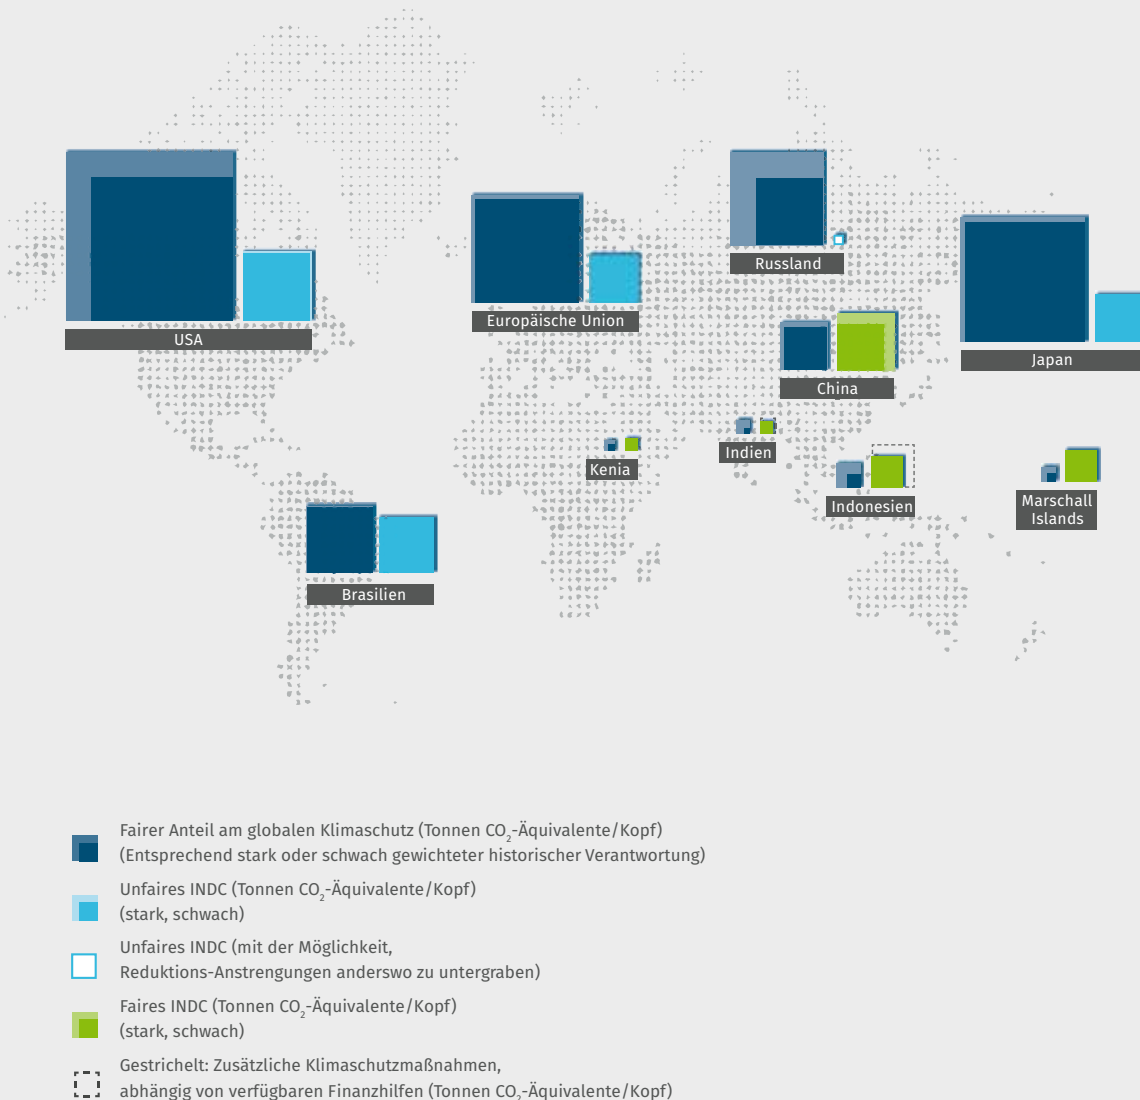 Russland
Europäische Union
USA
Japan
China
Indien
Kenia
Indonesien
Marschall
Islands
Brasilien
Fairer Anteil am globalen Klimaschutz (Tonnen CO₂-Äquivalente/Kopf)
(Entsprechend stark oder schwach gewichteter historischer Verantwortung)
Unfaires INDC (Tonnen CO₂-Äquivalente/Kopf)
(stark, schwach)
Unfaires INDC (mit der Möglichkeit,
Reduktions-Anstrengungen anderswo zu untergraben)
Faires INDC (Tonnen CO₂-Äquivalente/Kopf)
(stark, schwach)
Gestrichelt: Zusätzliche Klimaschutzmaßnahmen,
abhängig von verfügbaren Finanzhilfen (Tonnen CO₂-Äquivalente/Kopf)